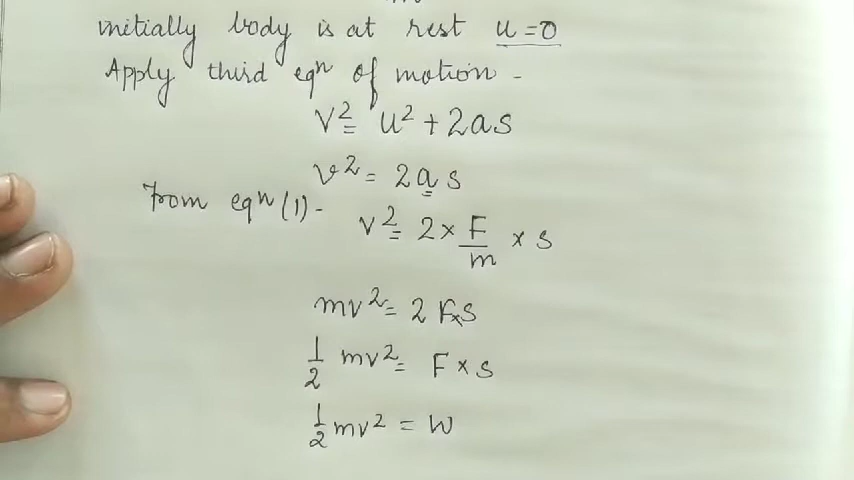 initially body is at rest u = 0
Apply third eqn of motion -
V² = u² + 2as
v² = 2as
From eqn (1) - v² = 2 × F/m × s
mv² = 2 F×s
1/2 mv² = F × s
1/2 mv² = W